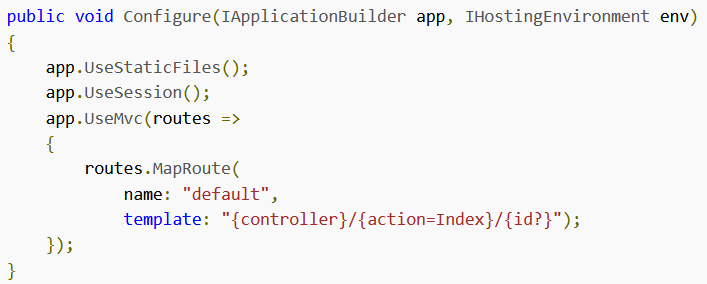 public void Configure(IApplicationBuilder app, IHostingEnvironment env)
{
    app.UseStaticFiles();
    app.UseSession();
    app.UseMvc(routes =>
    {
        routes.MapRoute(
            name: "default",
            template: "{controller}/{action=Index}/{id?}");
    });
}